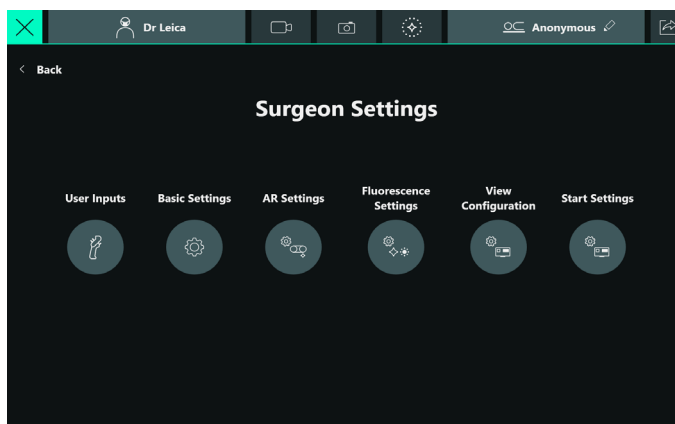 Dr Leica
Anonymous
Back
Surgeon Settings
User Inputs
Basic Settings
AR Settings
Fluorescence
Settings
View
Configuration
Start Settings